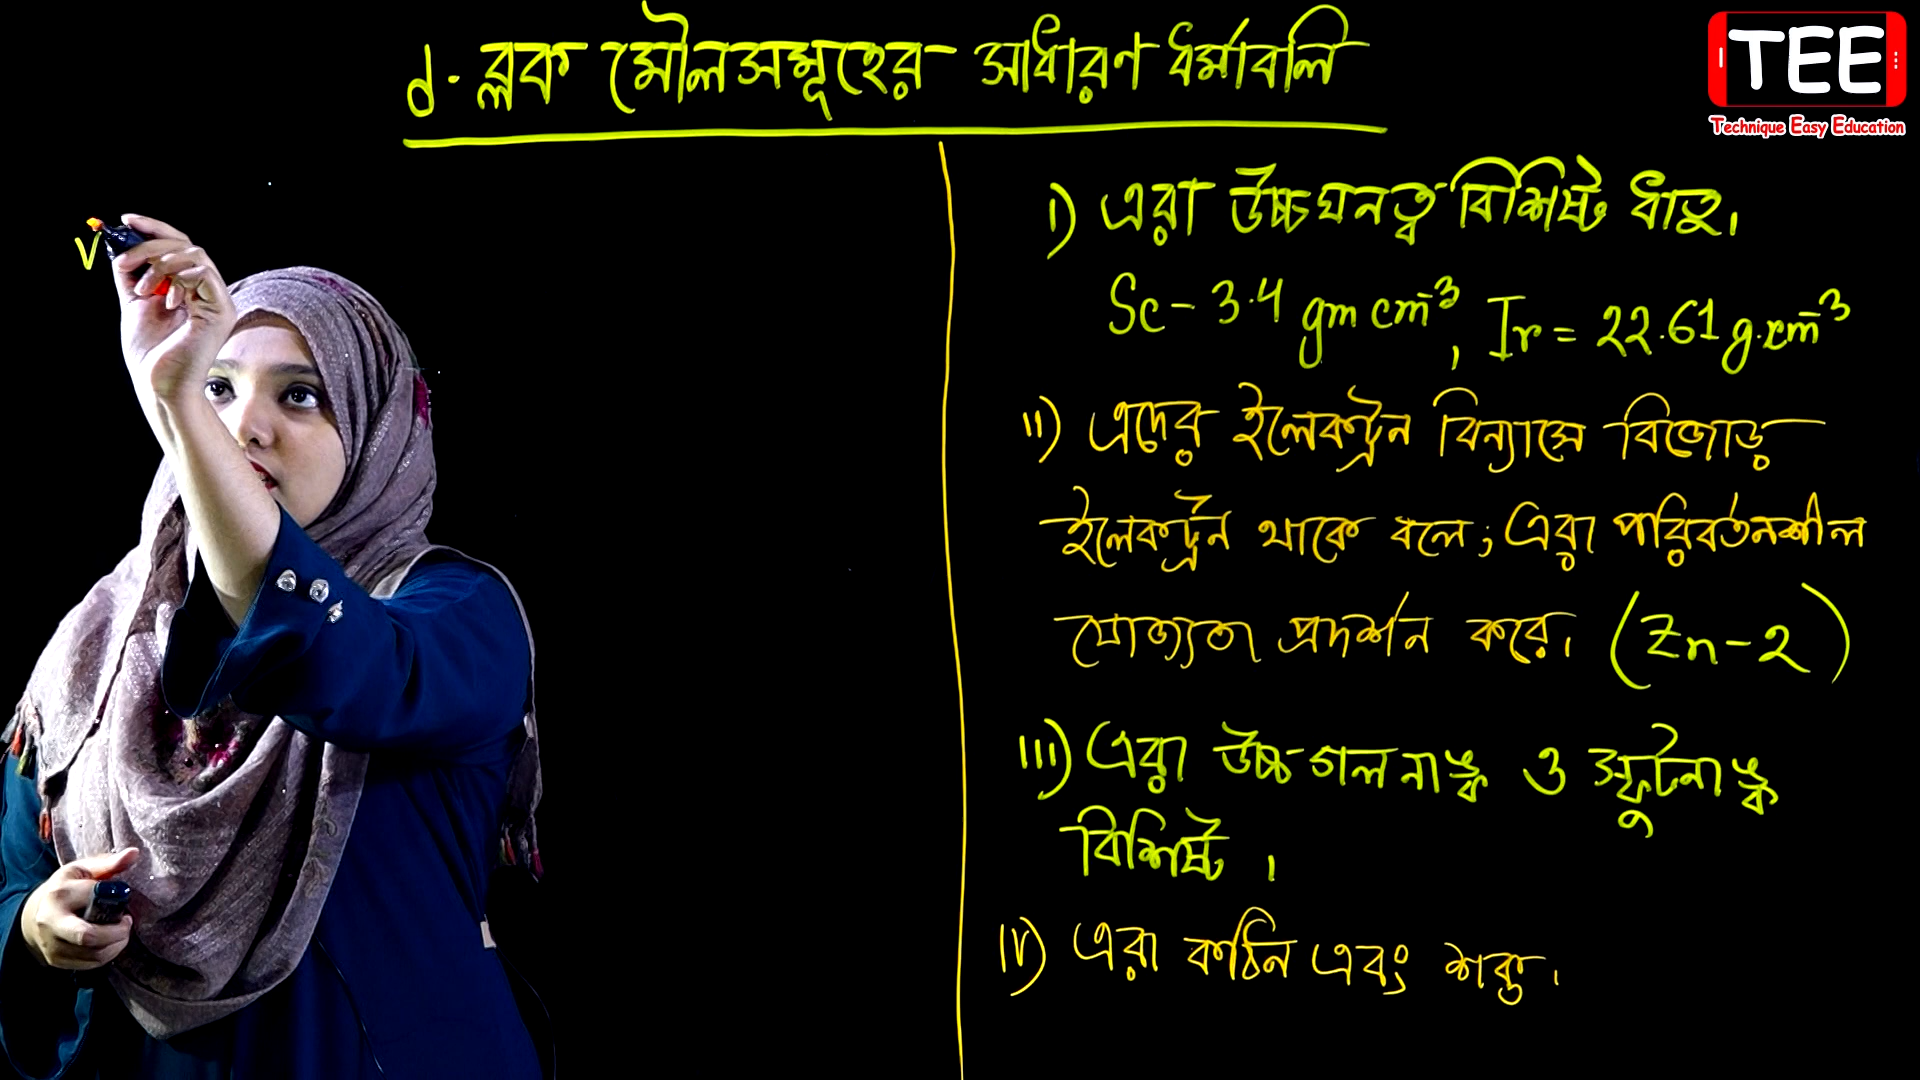 d - ব্লক মৌলসমূহের সাধারণ ধর্মাবলি
TEE
Technique Easy Education
i) এরা উচ্চঘনত্ব বিশিষ্ট ধাতু।
Sc - 3.4 gm cm⁻³, Ir = 22.61 g.cm⁻³
ii) এদের ইলেকট্রন বিন্যাসে বিজোড়
ইলেকট্রন থাকে বলে; এরা পরিবর্তনশীল
যোজ্যতা প্রদর্শন করে। (Zn-2)
iii) এরা উচ্চ গলনাঙ্ক ও স্ফুটনাঙ্ক
বিশিষ্ট।
iv) এরা কঠিন এবং শক্ত।
V